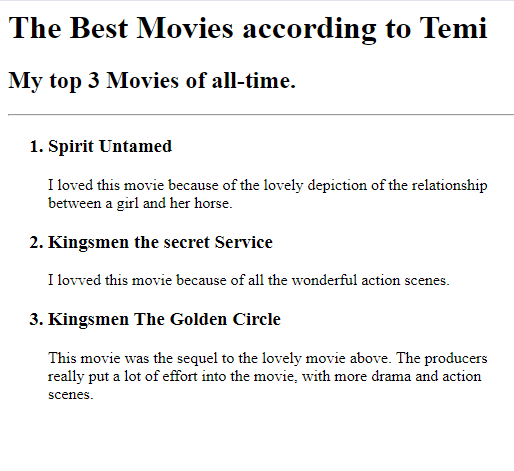 The Best Movies according to Temi
My top 3 Movies of all-time.
1. Spirit Untamed
I loved this movie because of the lovely depiction of the relationship
between a girl and her horse.
2. Kingsmen the secret Service
I lovved this movie because of all the wonderful action scenes.
3. Kingsmen The Golden Circle
This movie was the sequel to the lovely movie above. The producers
really put a lot of effort into the movie, with more drama and action
scenes.